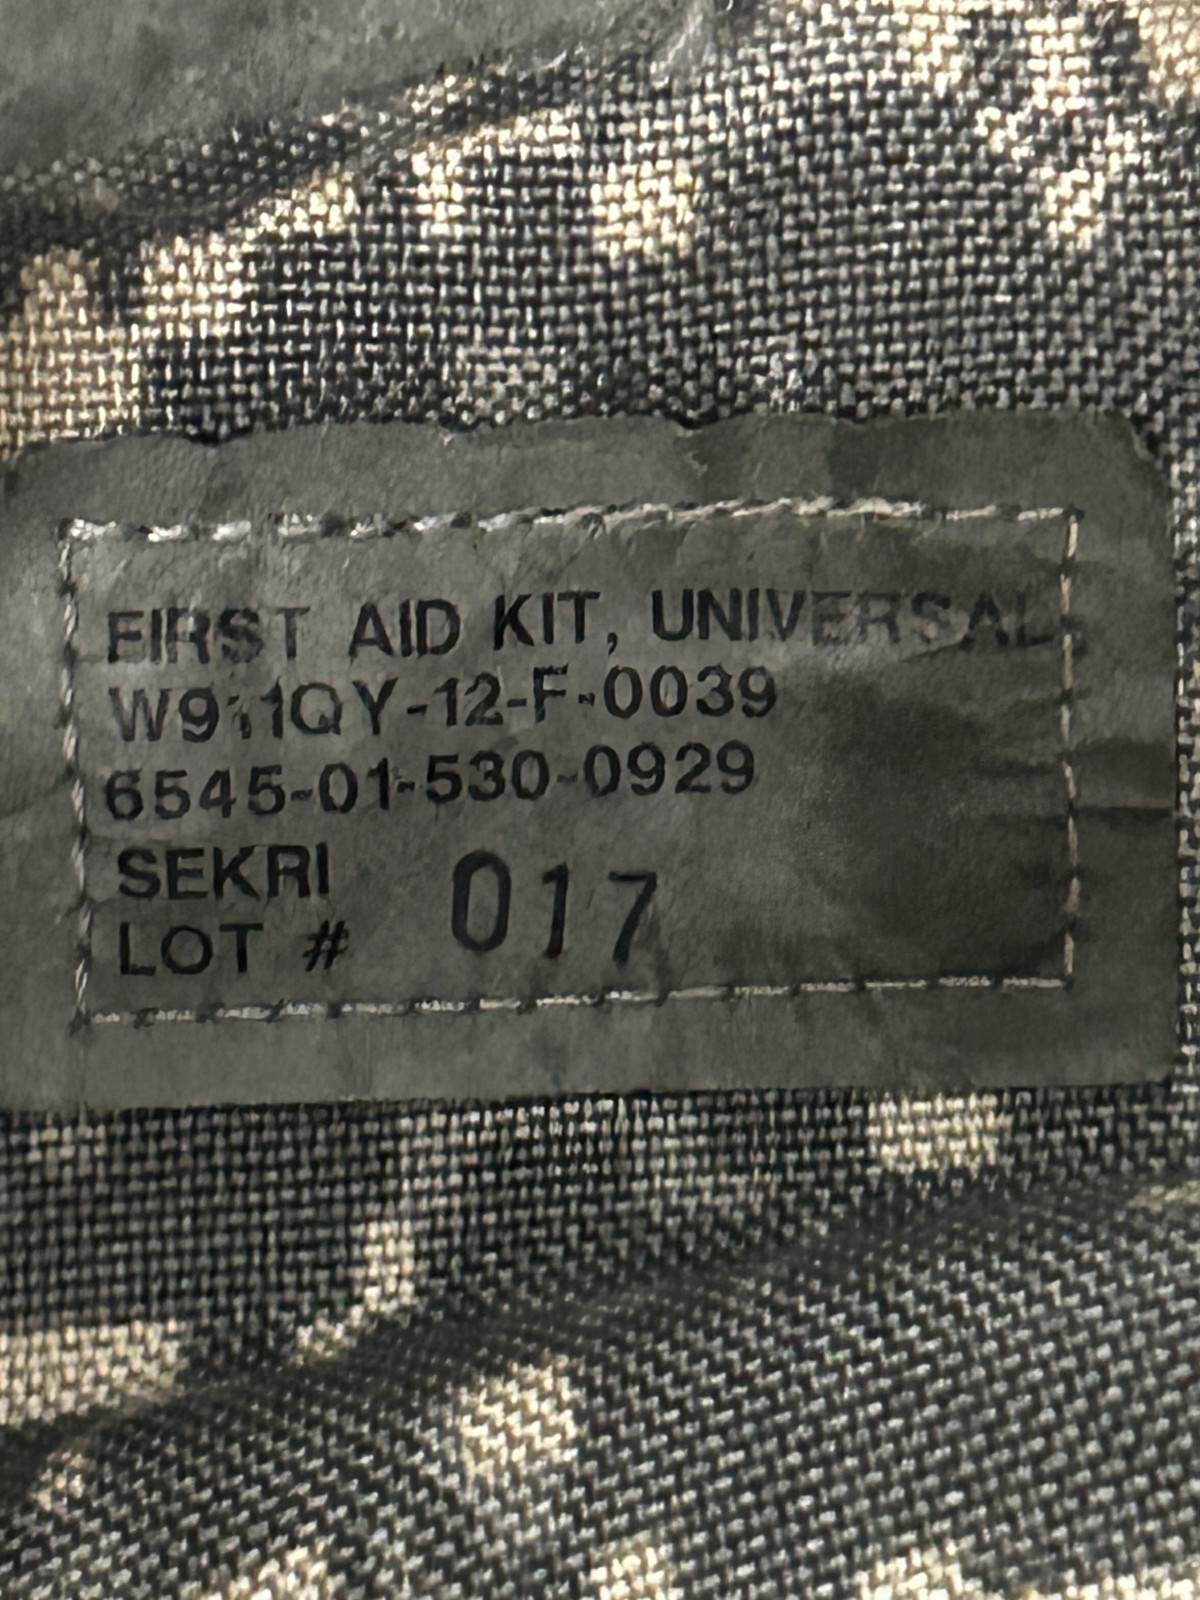 FIRST AID KIT, UNIVERSAL
W911QY-12-F-0039
6545-01-530-0929
SEKRI
LOT # 017